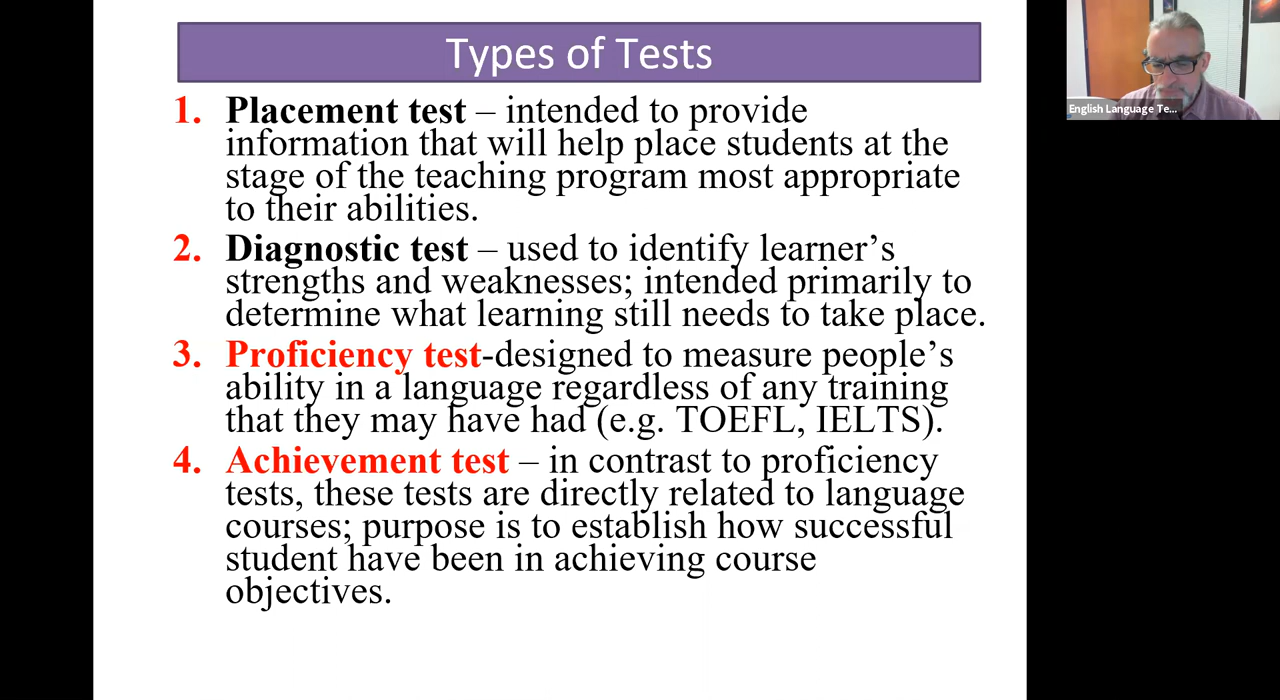 Types of Tests
1. Placement test – intended to provide
information that will help place students at the
stage of the teaching program most appropriate
to their abilities.
2. Diagnostic test – used to identify learner’s
strengths and weaknesses; intended primarily to
determine what learning still needs to take place.
3. Proficiency test-designed to measure people’s
ability in a language regardless of any training
that they may have had (e.g. TOEFL, IELTS).
4. Achievement test – in contrast to proficiency
tests, these tests are directly related to language
courses; purpose is to establish how successful
student have been in achieving course
objectives.
English Language Te...